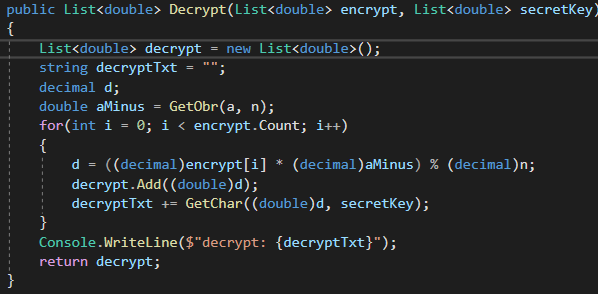 public List<double> Decrypt(List<double> encrypt, List<double> secretKey)
{
List<double> decrypt = new List<double>();
string decryptTxt = "";
decimal d;
double aMinus = GetObr(a, n);
for(int i = 0; i < encrypt.Count; i++)
{
d = ((decimal)encrypt[i] * (decimal)aMinus) % (decimal)n;
decrypt.Add((double)d);
decryptTxt += GetChar((double)d, secretKey);
}
Console.WriteLine($"decrypt: {decryptTxt}");
return decrypt;
}